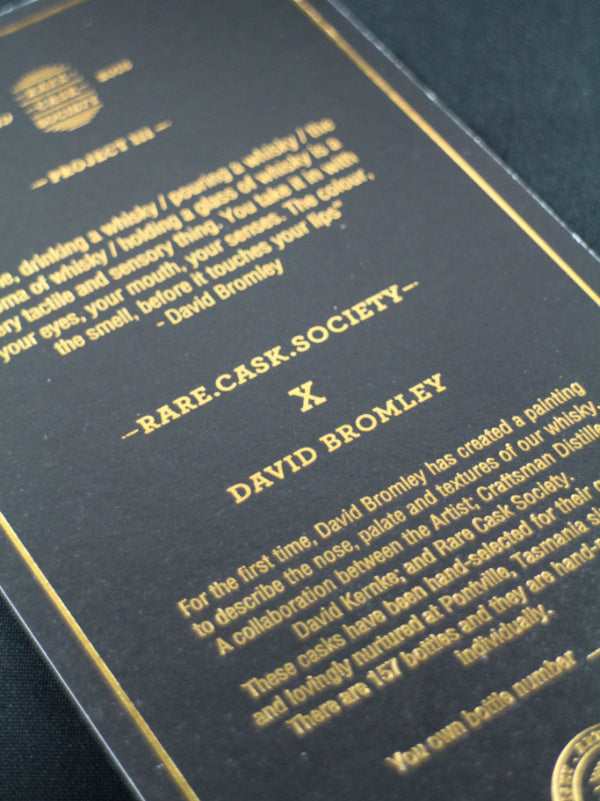 RARE
CASK
SOCIETY
—PROJECT III—
drinking a whisky / pouring a whisky / the
of whisky / holding a glass of whisky is a
tactile and sensory thing. You take it in with
your eyes, your mouth, your senses. The colour,
the smell, before it touches your lips"
- David Bromley
—RARE.CASK.SOCIETY—
X
DAVID BROMLEY
For the first time, David Bromley has created a painting
to describe the nose, palate and textures of our whisky.
A collaboration between the Artist; Craftsman
David Kernke; and Rare Cask Society.
These casks have been hand-selected for their
and lovingly nurtured at Pontville, Tasmania
There are 157 bottles and they are
individually.
You own bottle number